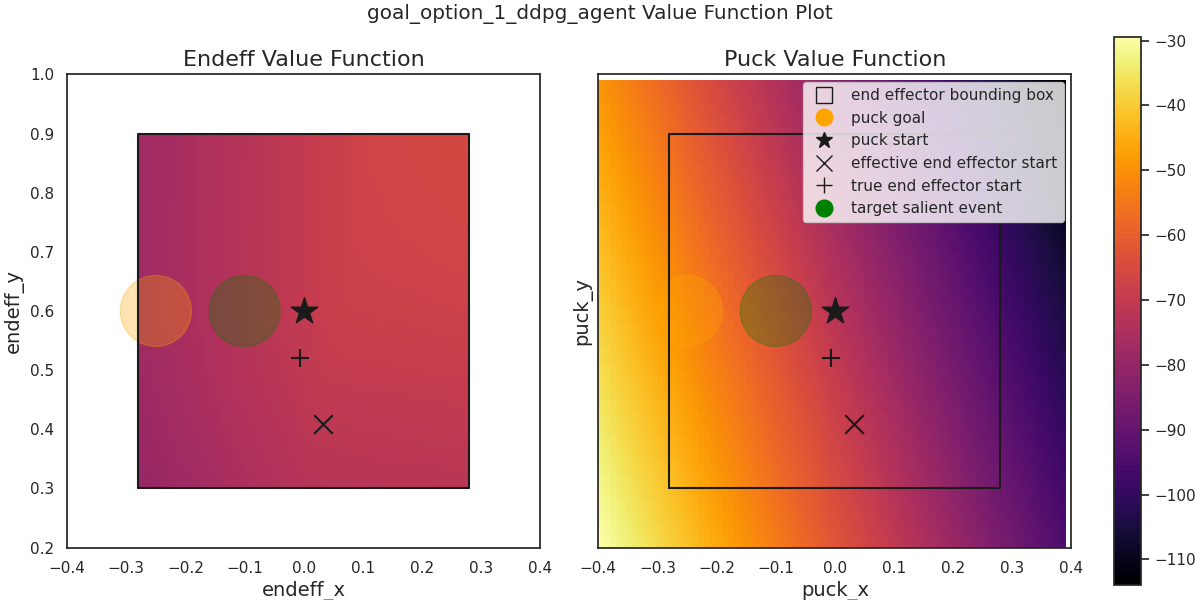 goal_option_1_ddpg_agent Value Function Plot
Endeff Value Function
1.0
0.9
0.8
0.7
0.6
0.5
0.4
0.3
0.2
endeff_y
−0.4 −0.3 −0.2 −0.1 0.0 0.1 0.2 0.3 0.4
endeff_x
Puck Value Function
end effector bounding box
puck goal
puck start
effective end effector start
true end effector start
target salient event
puck_y
−0.4 −0.3 −0.2 −0.1 0.0 0.1 0.2 0.3 0.4
puck_x
−30
−40
−50
−60
−70
−80
−90
−100
−110